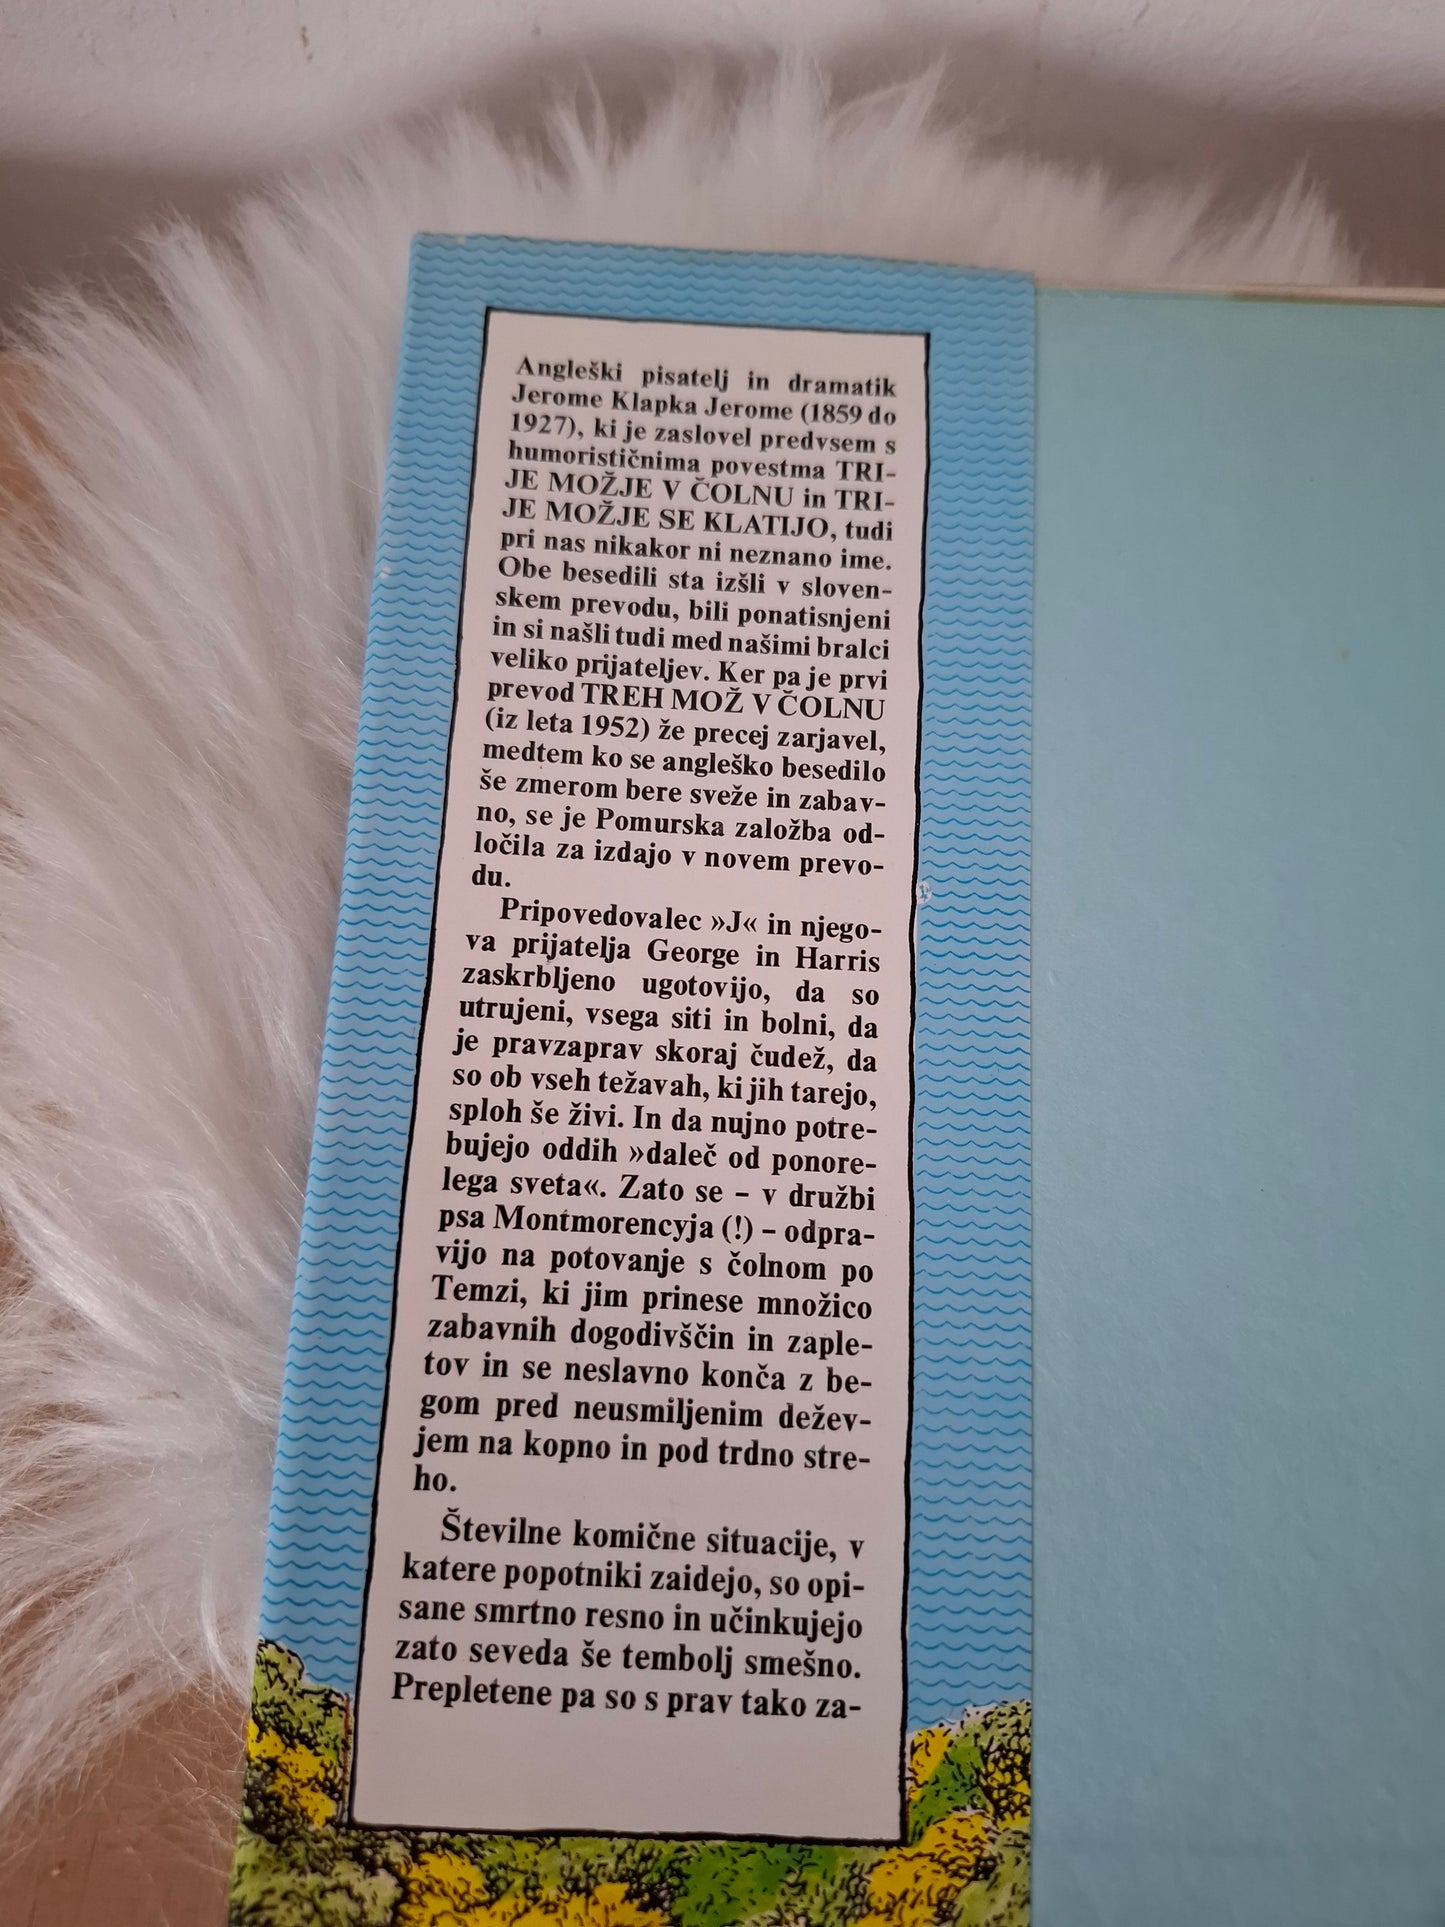 Angleški pisatelj in dramatik
Jerome Klapka Jerome (1859 do
1927), ki je zaslovel predvsem s
humorističnima povestma TRI-
JE MOŽJE V ČOLNU in TRI-
JE MOŽJE SE KLATIJO, tudi
pri nas nikakor ni neznano ime.
Obe besedili sta izšli v sloven-
skem prevodu, bili ponatisnjeni
in si našli tudi med našimi bralci
veliko prijateljev. Ker pa je prvi
prevod TREH MOŽ V ČOLNU
(iz leta 1952) že precej zarjavel,
medtem ko se angleško besedilo
še zmerom bere sveže in zabav-
no, se je Pomurska založba od-
ločila za izdajo v novem prevo-
du.
Pripovedovalec »J« in njego-
va prijatelja George in Harris
zaskrbljeno ugotovijo, da so
utrujeni, vsega siti in bolni, da
je pravzaprav skoraj čudež, da
so ob vseh težavah, ki jih tarejo,
sploh še živi. In da nujno potre-
bujejo oddih »daleč od ponore-
lega sveta«. Zato se – v družbi
psa Montmorencyja (!) – odpra-
vijo na potovanje s čolnom po
Temzi, ki jim prinese množico
zabavnih dogodivščin in zaple-
tov in se neslavno konča z be-
gom pred neusmiljenim dežev-
jem na kopno in pod trdno stre-
ho.
Številne komične situacije, v
katere popotniki zaidejo, so opi-
sane smrtno resno in učinkujejo
zato seveda še tembolj smešno.
Prepletene pa so s prav tako za-